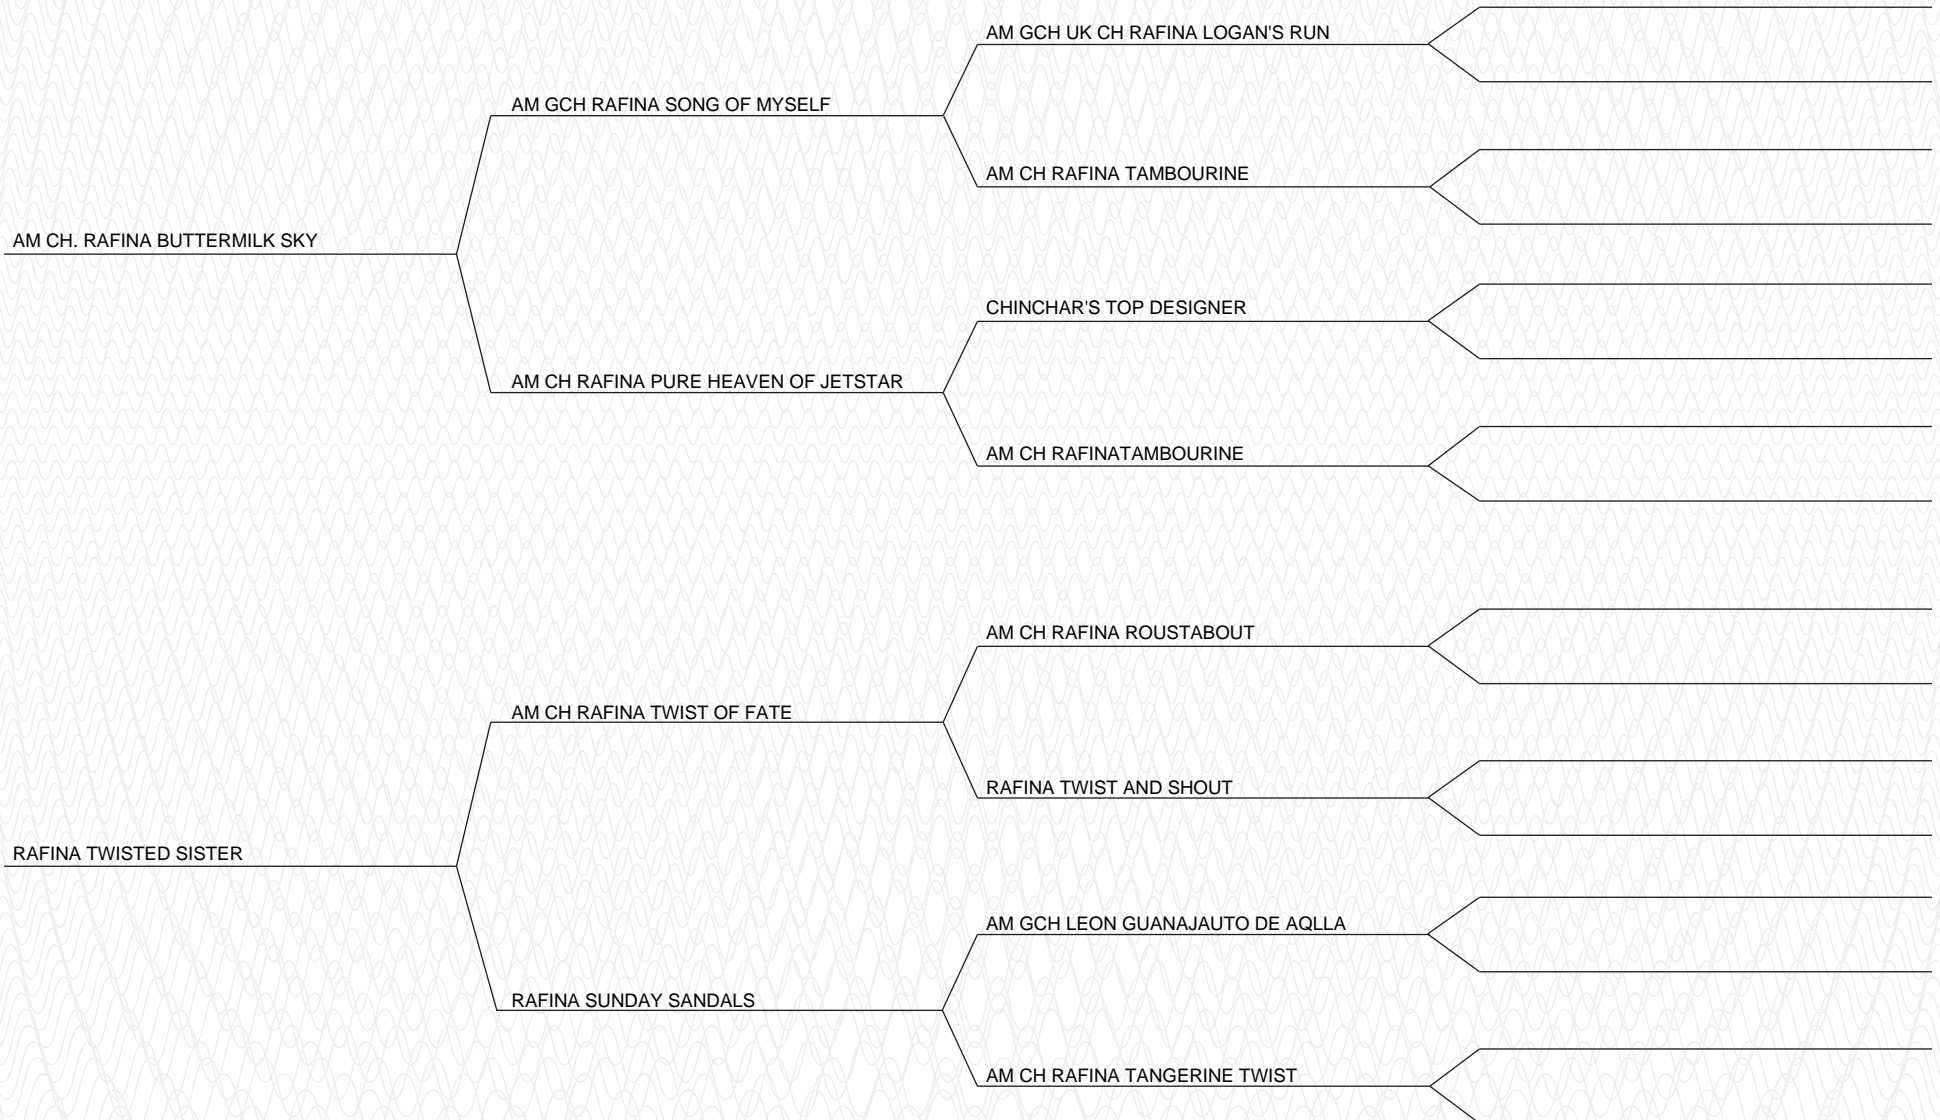 AM GCH UK CH RAFINA LOGAN'S RUN
AM GCH RAFINA SONG OF MYSELF
AM CH RAFINA TAMBOURINE
AM CH. RAFINA BUTTERMILK SKY
CHINCHAR'S TOP DESIGNER
AM CH RAFINA PURE HEAVEN OF JETSTAR
AM CH RAFINATAMBOURINE
AM CH RAFINA ROUSTABOUT
AM CH RAFINA TWIST OF FATE
RAFINA TWIST AND SHOUT
RAFINA TWISTED SISTER
AM GCH LEON GUANAJAUTO DE AQLLA
RAFINA SUNDAY SANDALS
AM CH RAFINA TANGERINE TWIST